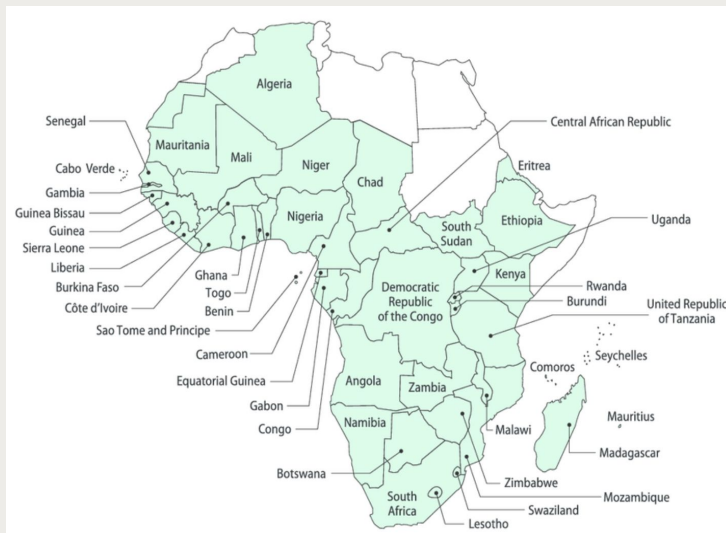 Algeria
Senegal
Central African Republic
Mauritania
Mali
Niger
Cabo Verde
Chad
Eritrea
Gambia
Guinea Bissau
Nigeria
Ethiopia
Uganda
Guinea
South
Sudan
Sierra Leone
Liberia
Ghana
Kenya
Burkina Faso
Togo
Democratic
Republic
of the Congo
Rwanda
Burundi
Côte d'Ivoire
Benin
United Republic
of Tanzania
Sao Tome and Principe
Cameroon
Seychelles
Comoros
Equatorial Guinea
Angola
Zambia
Gabon
Mauritius
Congo
Namibia
Malawi
Madagascar
Botswana
Zimbabwe
Mozambique
South
Africa
Swaziland
Lesotho